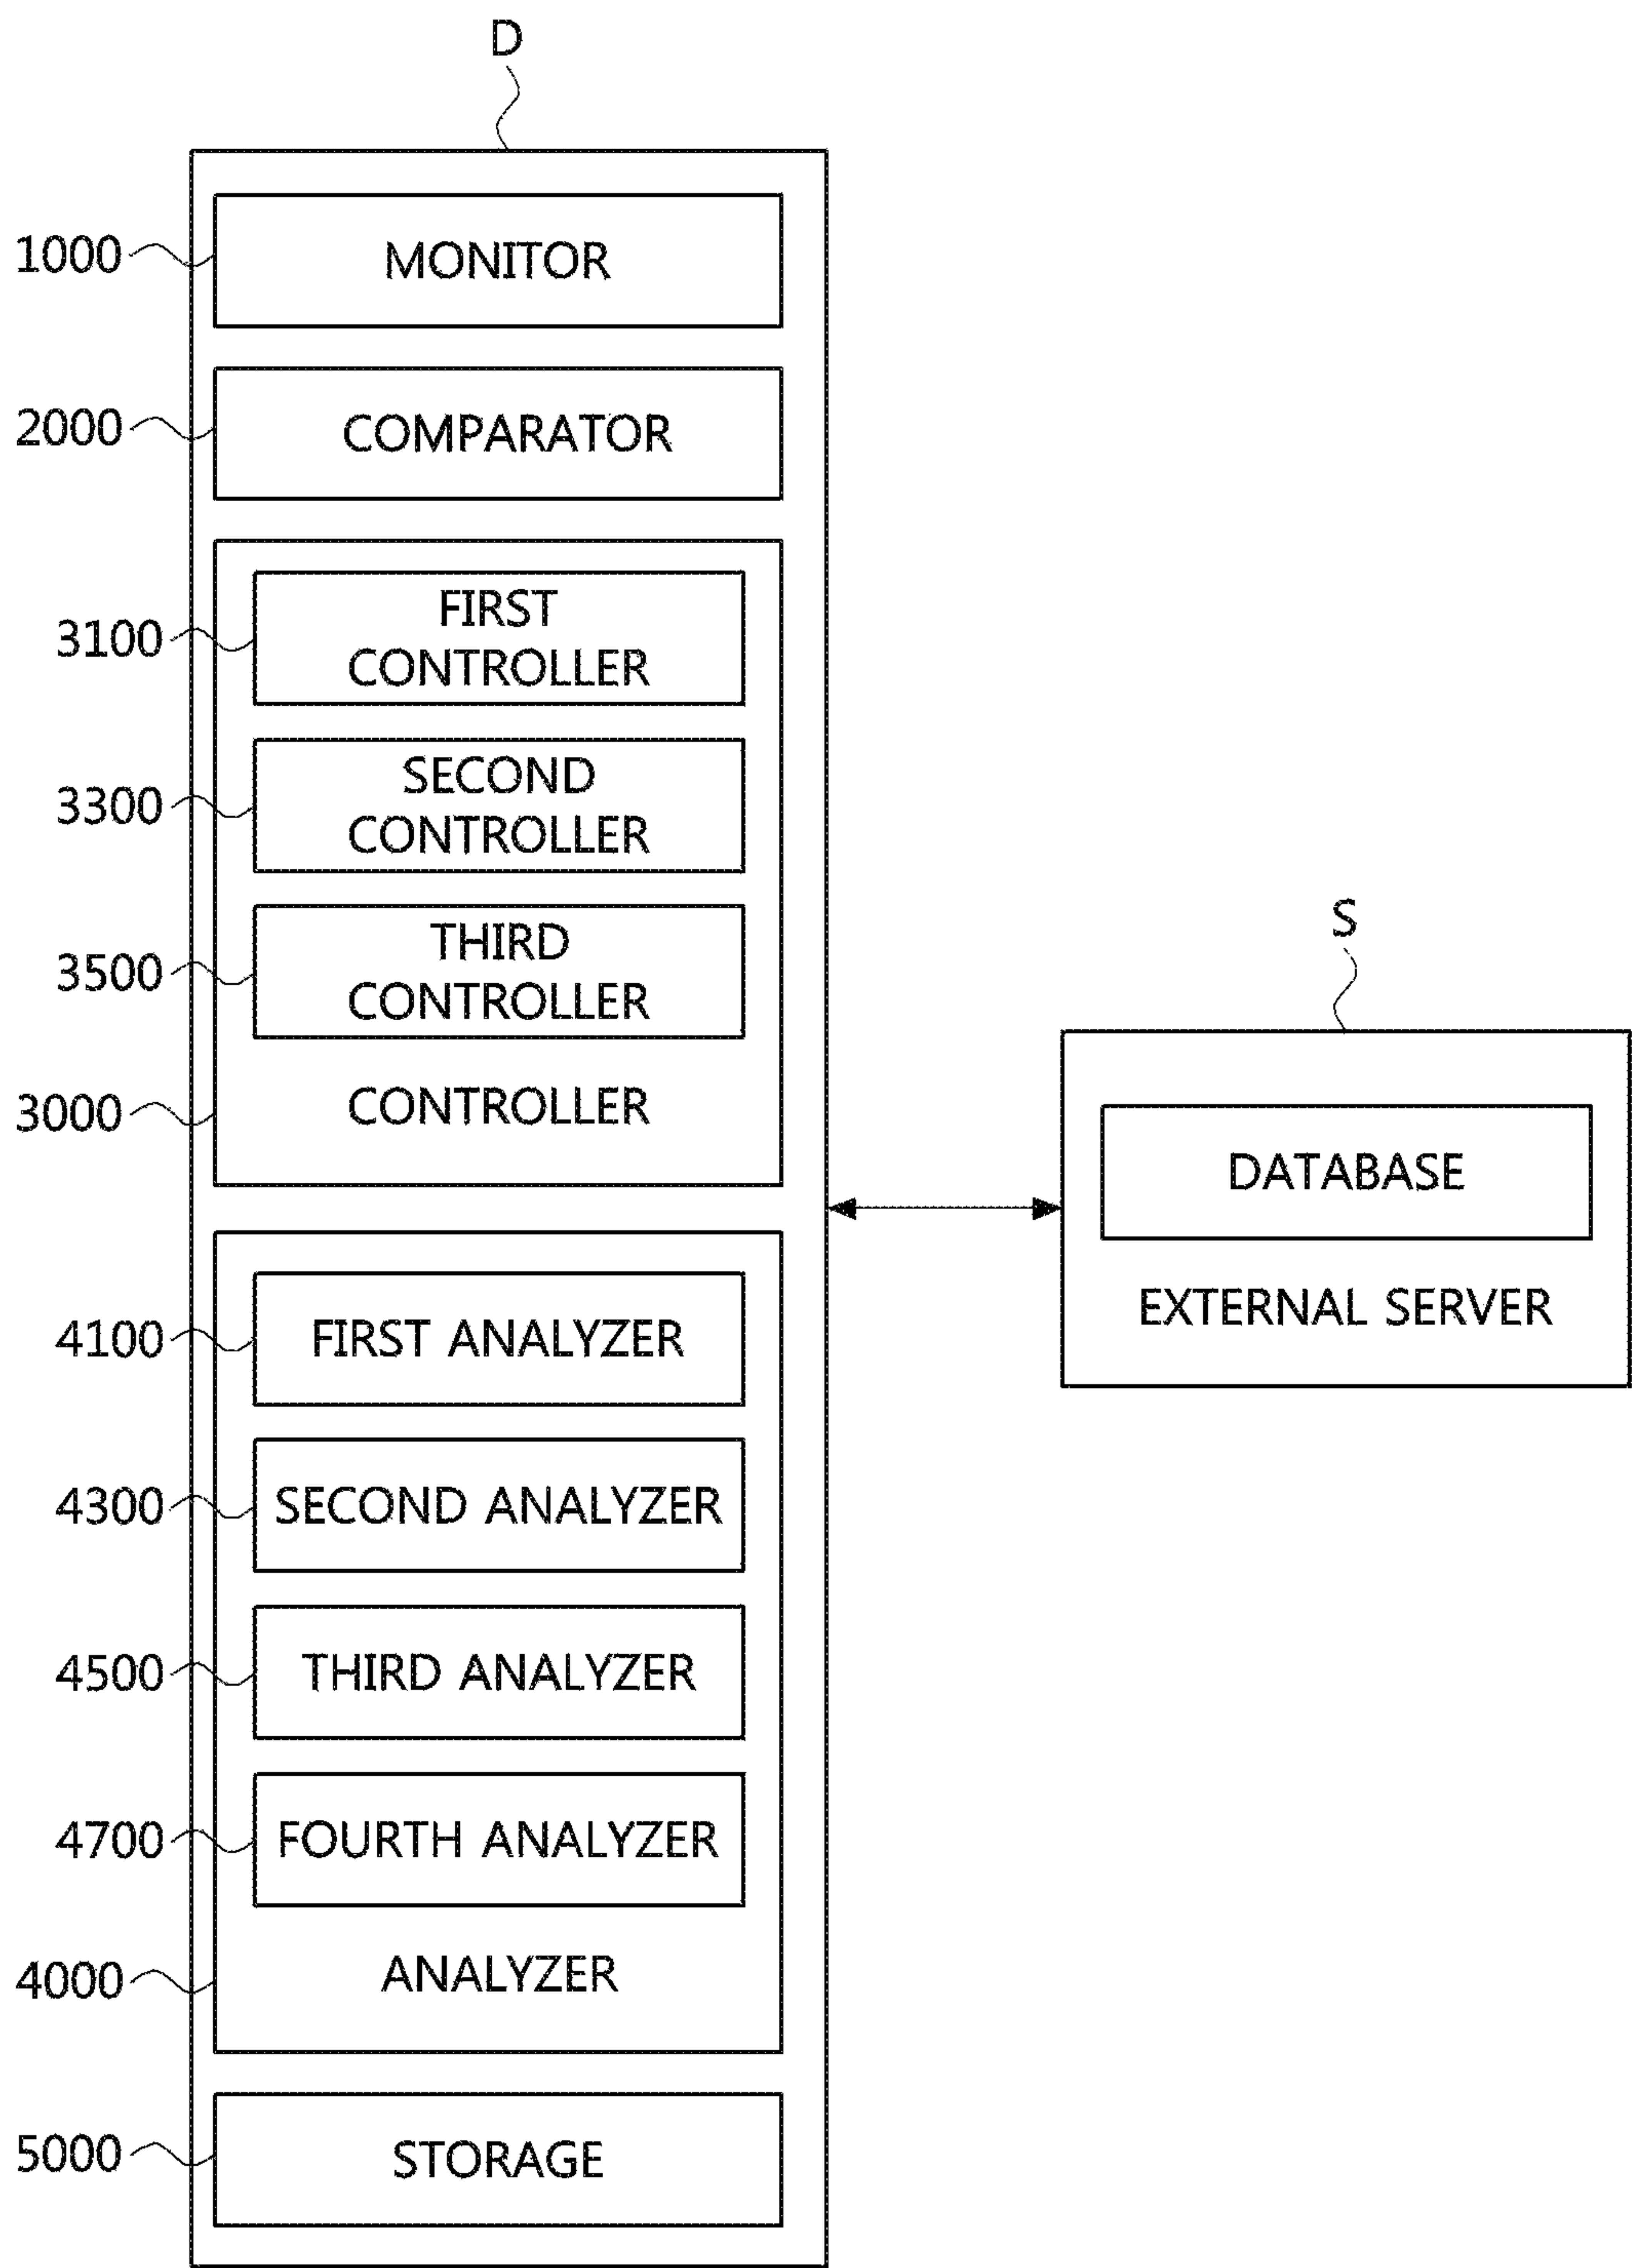 D
1000
MONITOR
2000
COMPARATOR
3100
FIRST
CONTROLLER
3300
SECOND
CONTROLLER
3500
THIRD
CONTROLLER
3000
CONTROLLER
4100
FIRST ANALYZER
4300
SECOND ANALYZER
4500
THIRD ANALYZER
4700
FOURTH ANALYZER
4000
ANALYZER
5000
STORAGE
S
DATABASE
EXTERNAL SERVER